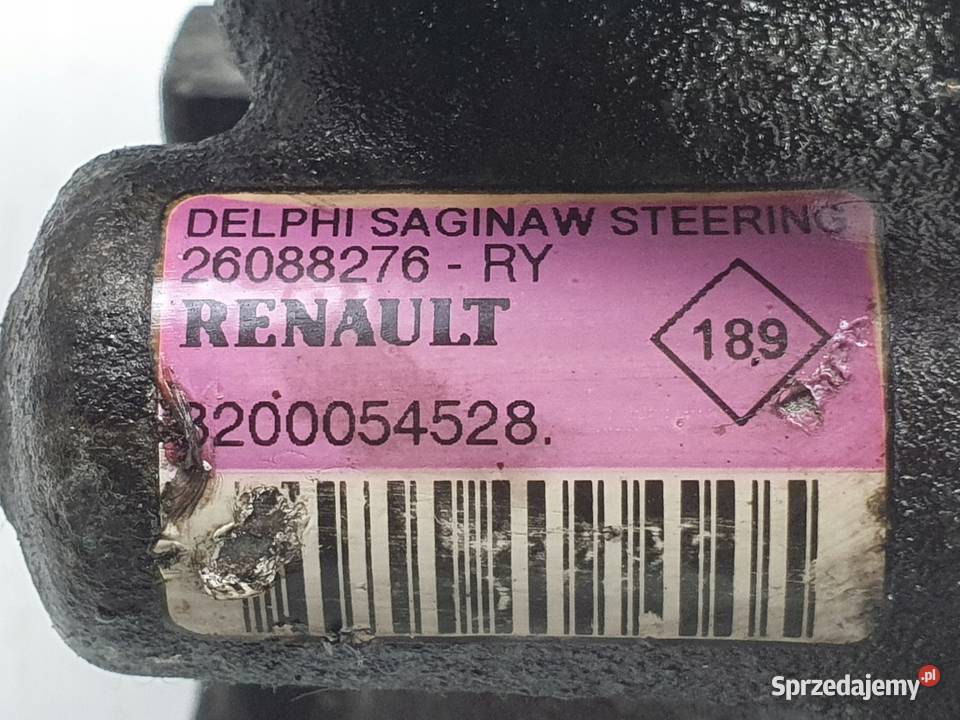 DELPHI SAGINAW STEERING
26088276 - RY
RENAULT
189
8200054528.
Sprzedajemy.pl